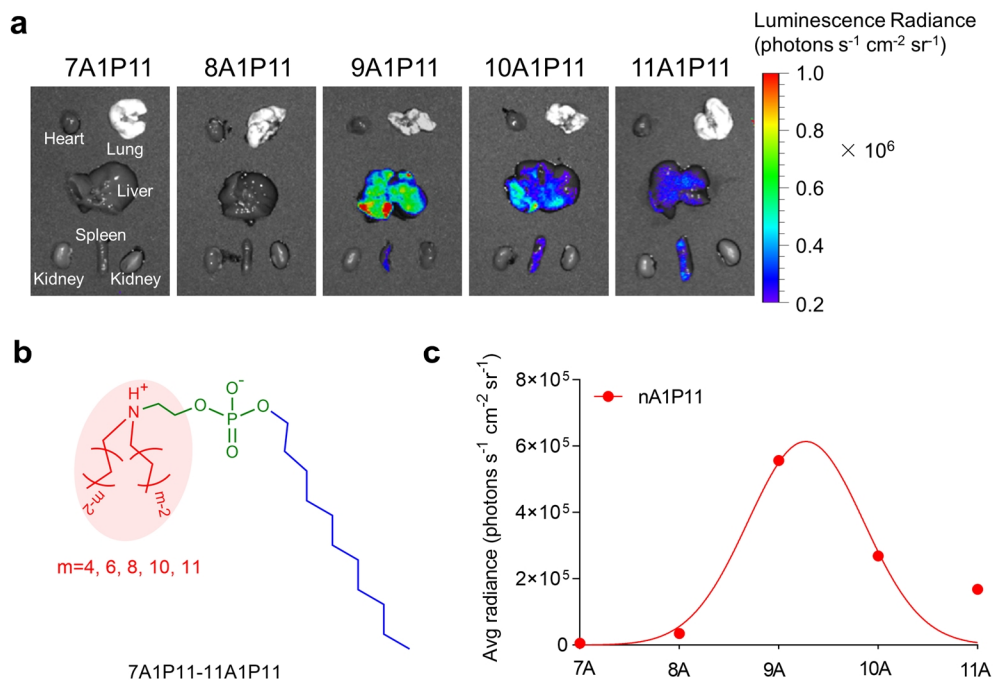 a
Luminescence Radiance
(photons s⁻¹ cm⁻² sr⁻¹)
7A1P11 8A1P11 9A1P11 10A1P11 11A1P11
1.0
0.8
0.6
0.4
0.2
× 10⁶
Heart
Lung
Liver
Spleen
Kidney
Kidney
b
H⁺
N
O
O⁻
P
O
O
m-2
m-2
m=4, 6, 8, 10, 11
7A1P11-11A1P11
c
Avg radiance (photons s⁻¹ cm⁻² sr⁻¹)
8×10⁵
6×10⁵
4×10⁵
2×10⁵
0
nA1P11
7A 8A 9A 10A 11A